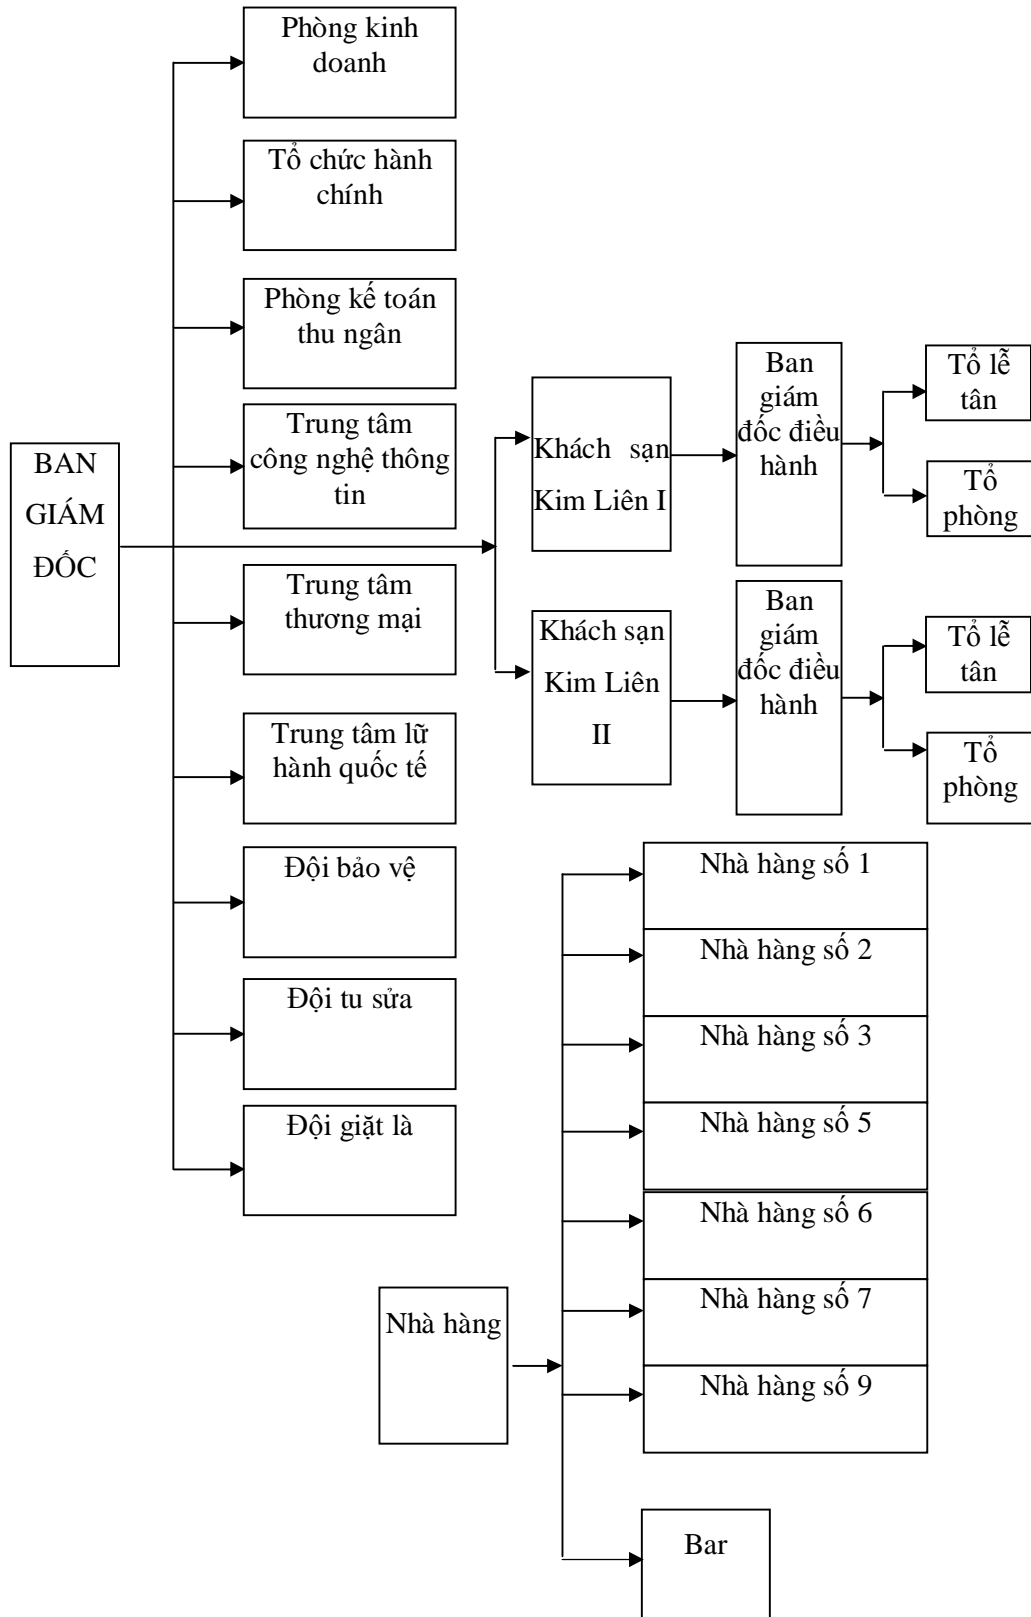 Phòng kinh
doanh
Tổ chức hành
chính
Phòng kế toán
thu ngân
Trung tâm
công nghệ thông
tin
BAN
GIÁM
ĐỐC
Trung tâm
thương mại
Trung tâm lữ
hành quốc tế
Đội bảo vệ
Đội tu sửa
Đội giặt là
Khách sạn
Kim Liên I
Ban
giám
đốc điều
hành
Tổ lễ
tân
Tổ
phòng
Khách sạn
Kim Liên
II
Ban
giám
đốc điều
hành
Tổ lễ
tân
Tổ
phòng
Nhà hàng
Nhà hàng số 1
Nhà hàng số 2
Nhà hàng số 3
Nhà hàng số 5
Nhà hàng số 6
Nhà hàng số 7
Nhà hàng số 9
Bar